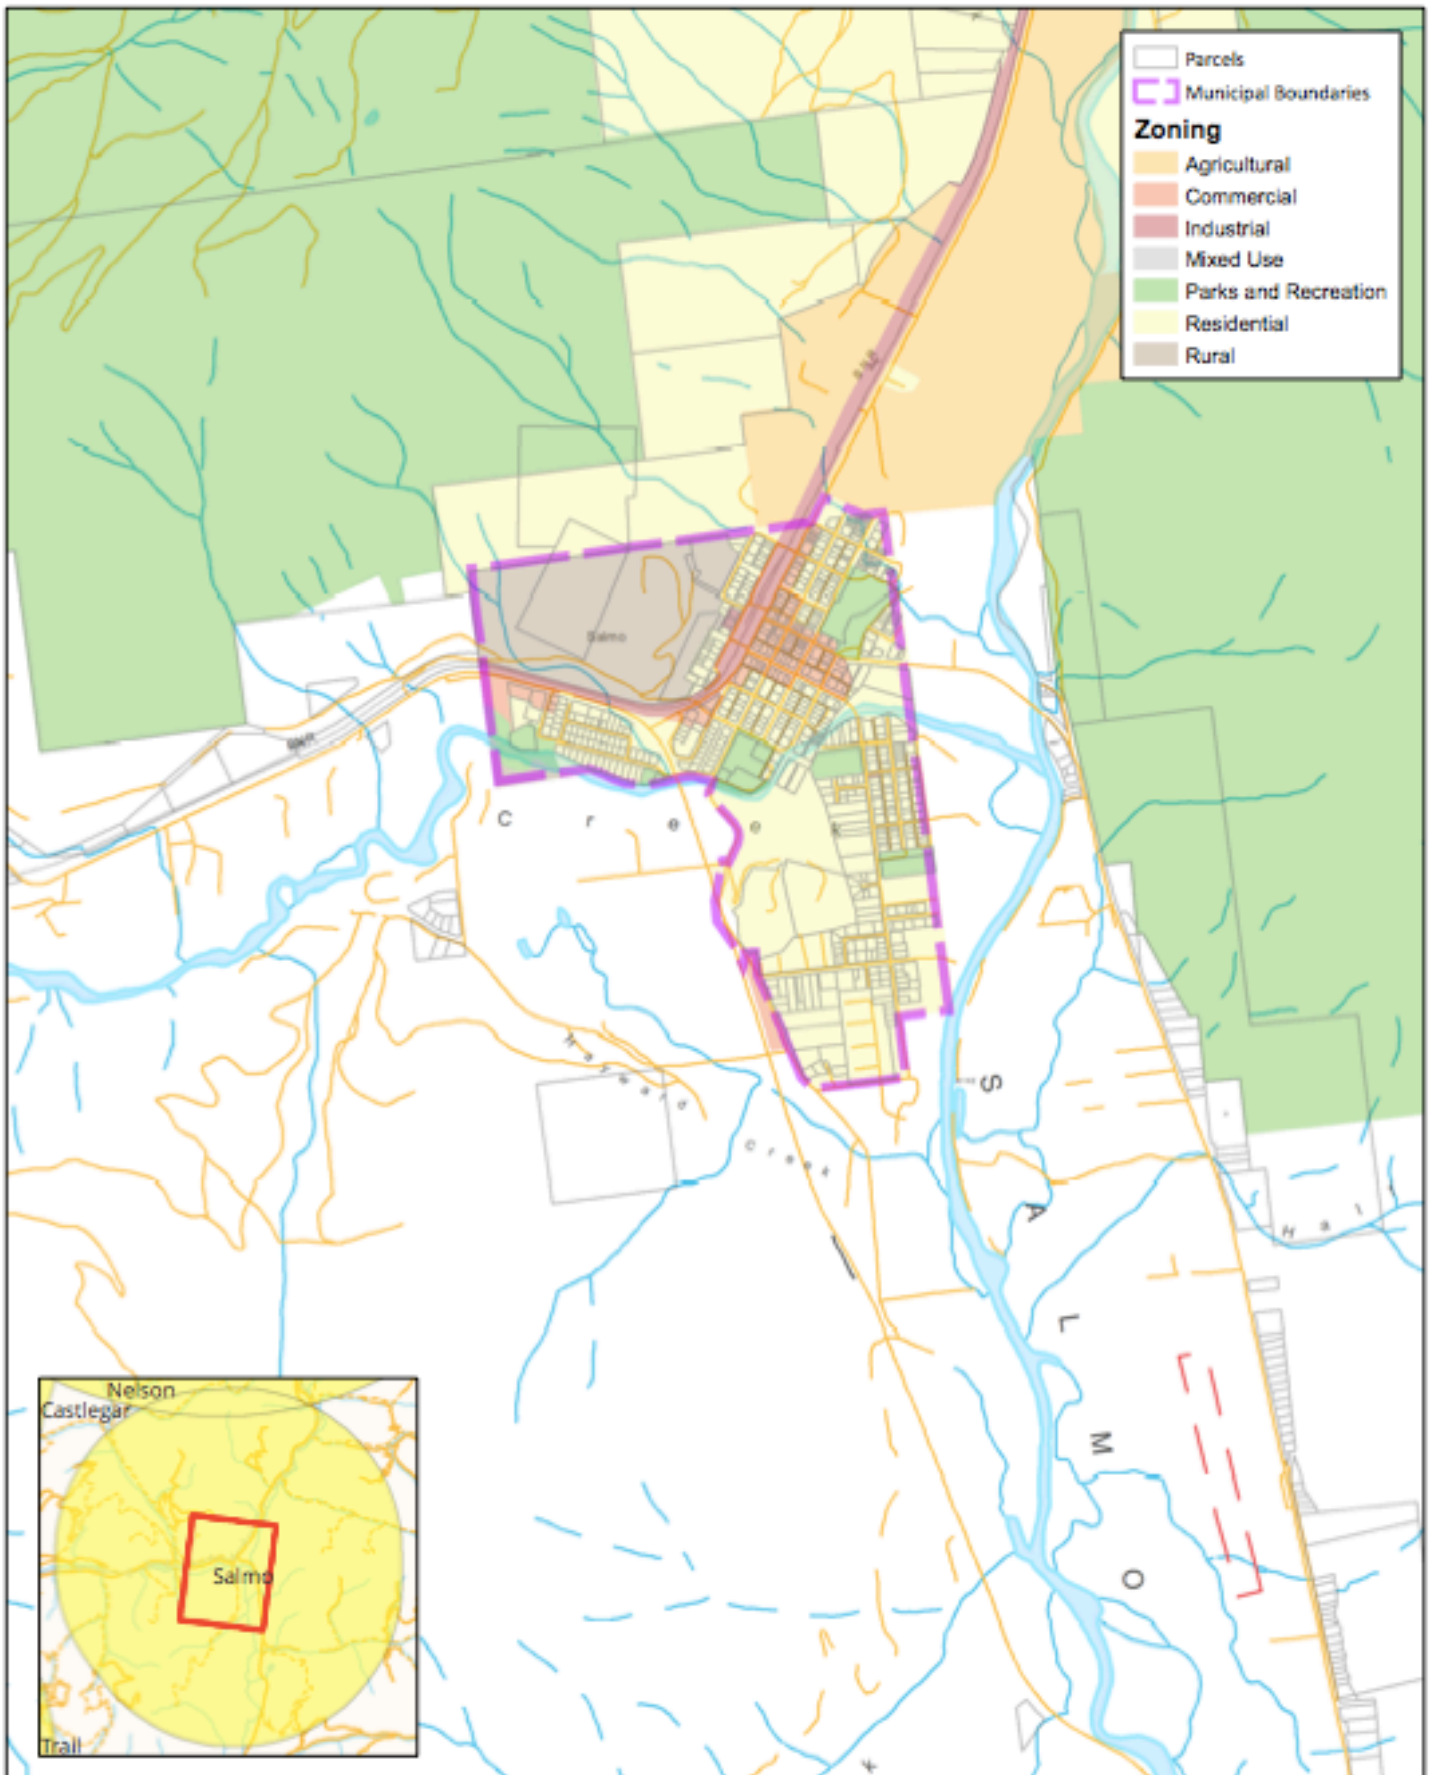 Parcels
Municipal Boundaries
Zoning
Agricultural
Commercial
Industrial
Mixed Use
Parks and Recreation
Residential
Rural
Salmo
C r e e k
H a r w a r d
C r e e k
S A L M O
H a l
Nelson
Castlegar
Salmo
Trail